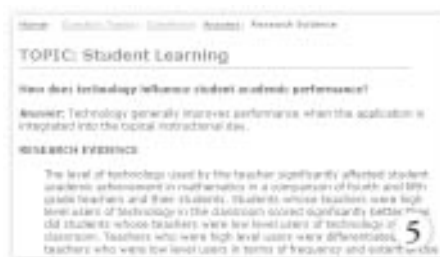 Home: Question Topics: Questions: Answer: Research Evidence
TOPIC: Student Learning
How does technology influence student academic performance?
Answer: Technology generally improves performance when the application is
integrated into the typical instructional day.
RESEARCH EVIDENCE
The level of technology used by the teacher significantly affected student
academic achievement in mathematics in a comparison of fourth and fifth
grade teachers and their students. Students whose teachers were high
level users of technology in the classroom scored significantly better than
did students whose teachers were low level users of technology
classroom. Teachers who were high level users were differentiated
teachers who were low level users in terms of frequency and extent
5